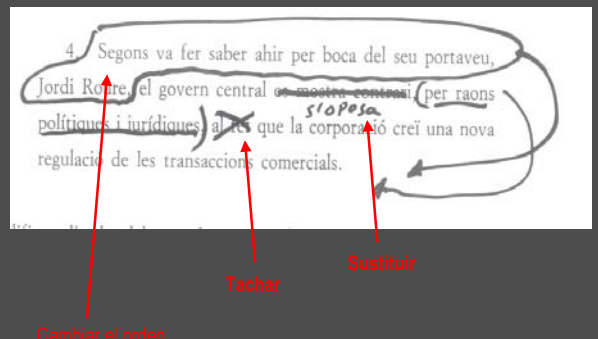 4. Segons va fer saber ahir per boca del seu portaveu,
Jordi Roure, el govern central es mostra contrari, (per raons
s'oposa
polítiques i jurídiques) al fet que la corporació creï una nova
regulació de les transaccions comercials.
Sustituir
Tachar
Cambiar el orden